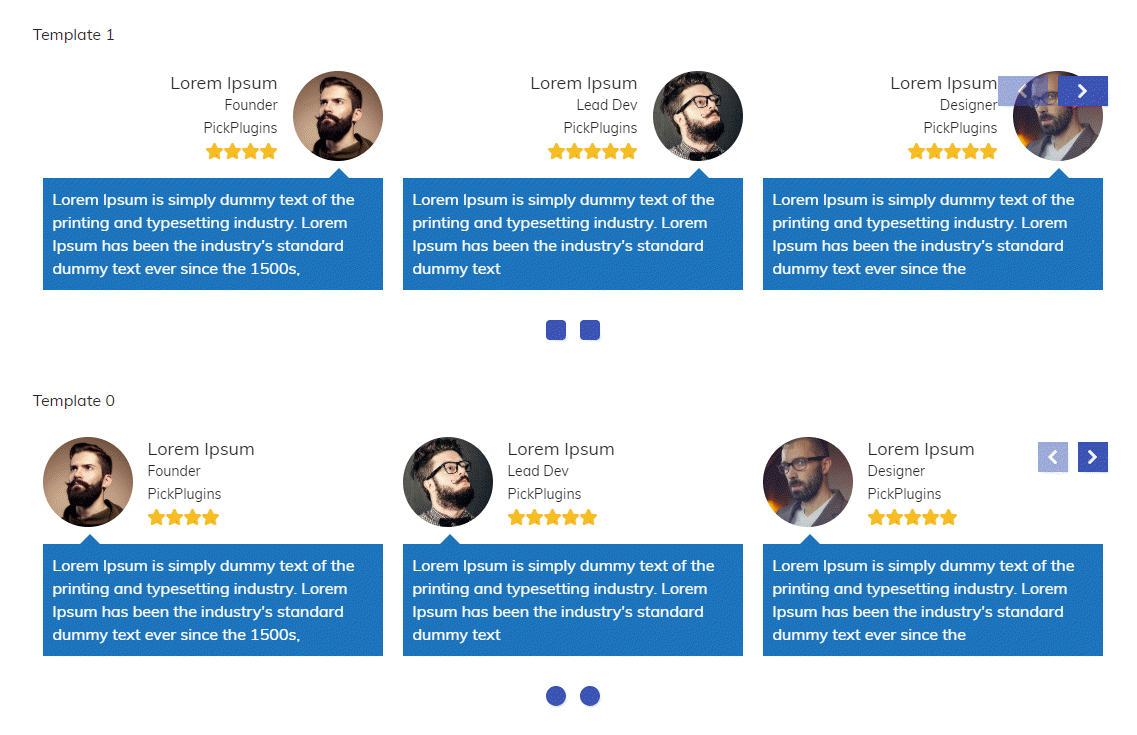 Template 1
Lorem Ipsum
Founder
PickPlugins
Lorem Ipsum is simply dummy text of the
printing and typesetting industry. Lorem
Ipsum has been the industry's standard
dummy text ever since the 1500s,
Lorem Ipsum
Lead Dev
PickPlugins
Lorem Ipsum is simply dummy text of the
printing and typesetting industry. Lorem
Ipsum has been the industry's standard
dummy text
Lorem Ipsum
Designer
PickPlugins
Lorem Ipsum is simply dummy text of the
printing and typesetting industry. Lorem
Ipsum has been the industry's standard
dummy text ever since the
Template 0
Lorem Ipsum
Founder
PickPlugins
Lorem Ipsum is simply dummy text of the
printing and typesetting industry. Lorem
Ipsum has been the industry's standard
dummy text ever since the 1500s,
Lorem Ipsum
Lead Dev
PickPlugins
Lorem Ipsum is simply dummy text of the
printing and typesetting industry. Lorem
Ipsum has been the industry's standard
dummy text
Lorem Ipsum
Designer
PickPlugins
Lorem Ipsum is simply dummy text of the
printing and typesetting industry. Lorem
Ipsum has been the industry's standard
dummy text ever since the